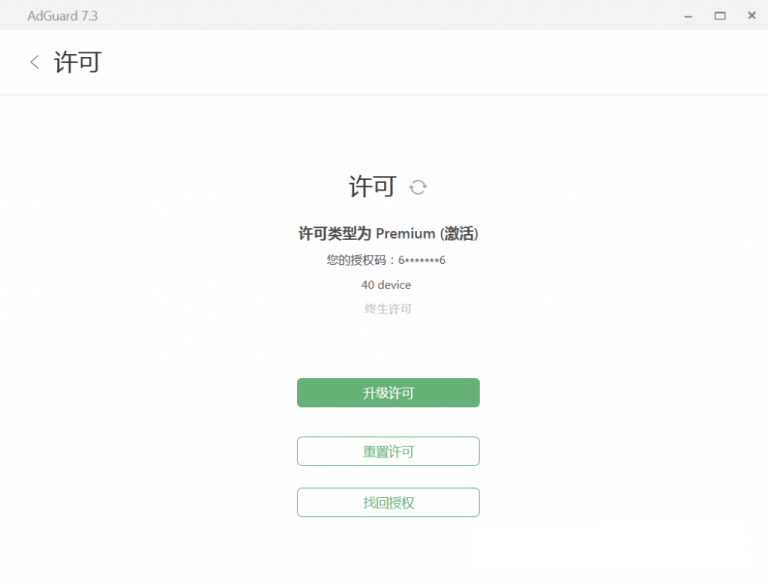 AdGuard 7.3
许可
许可
许可类型为 Premium (激活)
您的授权码：6*******6
40 device
终生许可
升级许可
重置许可
找回授权